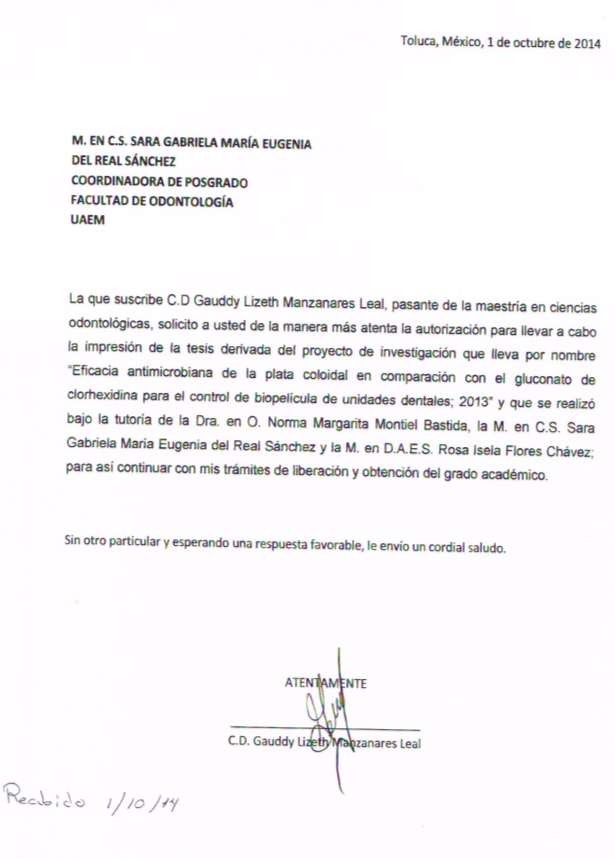 Toluca, México, 1 de octubre de 2014
M. EN C.S. SARA GABRIELA MARÍA EUGENIA
DEL REAL SÁNCHEZ
COORDINADORA DE POSGRADO
FACULTAD DE ODONTOLOGÍA
UAEM
La que suscribe C.D Gauddy Lizeth Manzanares Leal, pasante de la maestría en ciencias
odontológicas, solicito a usted de la manera más atenta la autorización para llevar a cabo
la impresión de la tesis derivada del proyecto de investigación que lleva por nombre
"Eficacia antimicrobiana de la plata coloidal en comparación con el gluconato de
clorhexidina para el control de biopelícula de unidades dentales; 2013" y que se realizó
bajo la tutoría de la Dra. en O. Norma Margarita Montiel Bastida, la M. en C.S. Sara
Gabriela María Eugenia del Real Sánchez y la M. en D.A.E.S. Rosa Isela Flores Chávez;
para así continuar con mis trámites de liberación y obtención del grado académico.
Sin otro particular y esperando una respuesta favorable, le envío un cordial saludo.
ATENTAMENTE
C.D. Gauddy Lizeth Manzanares Leal
Recibido 1/10/14